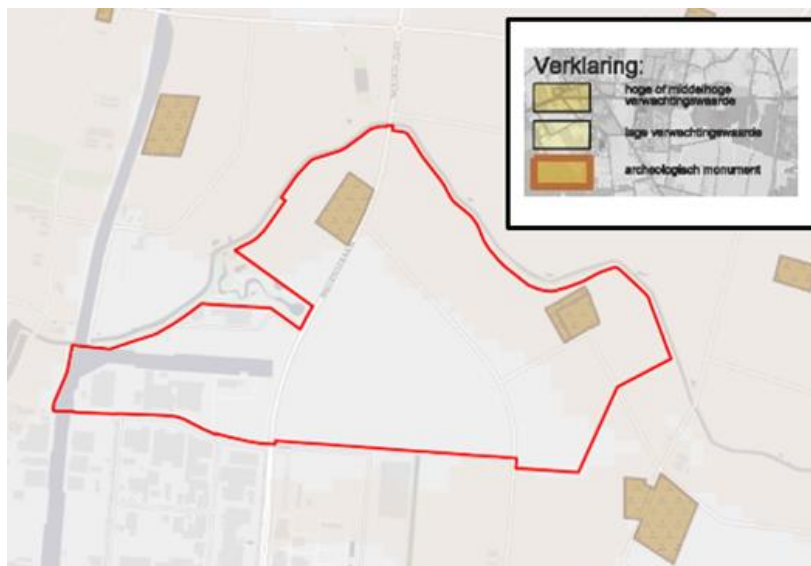 Verklaring:
hoge of middelhoge
verwachtingswaarde
lage verwachtingswaarde
archeologisch monument